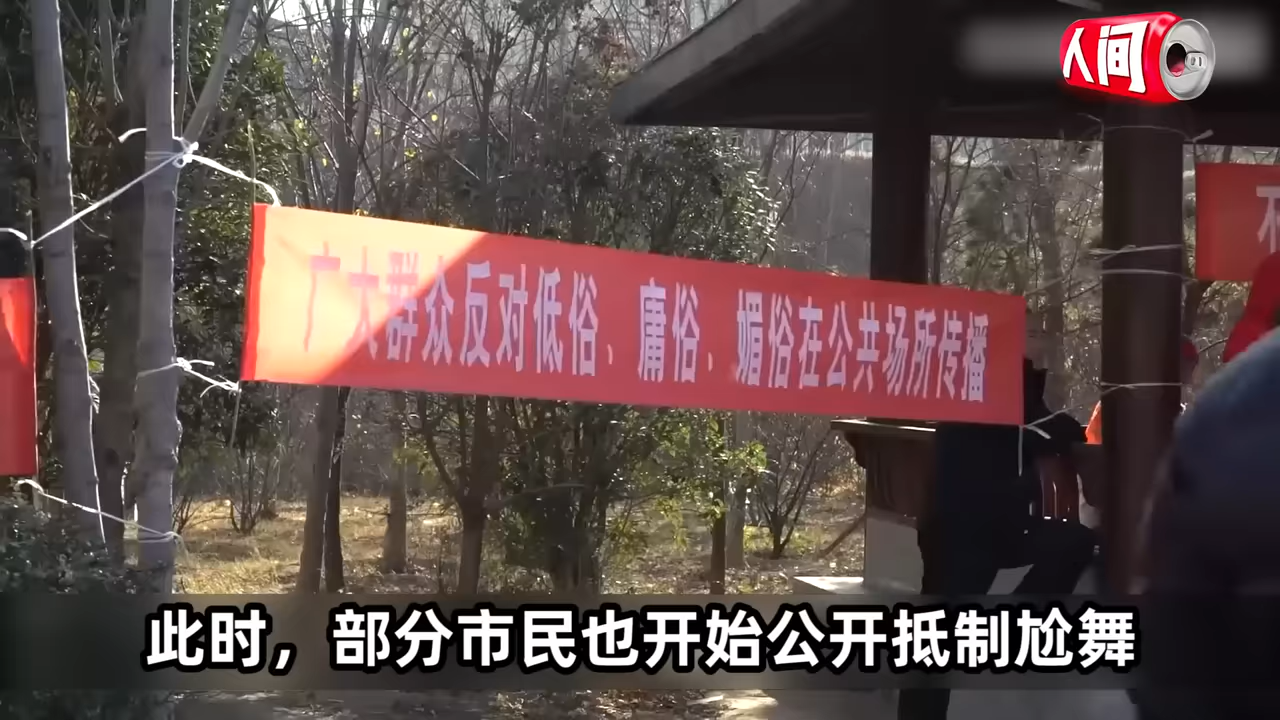 人间
不
广大群众反对低俗、庸俗、媚俗在公共场所传播
此时，部分市民也开始公开抵制尬舞